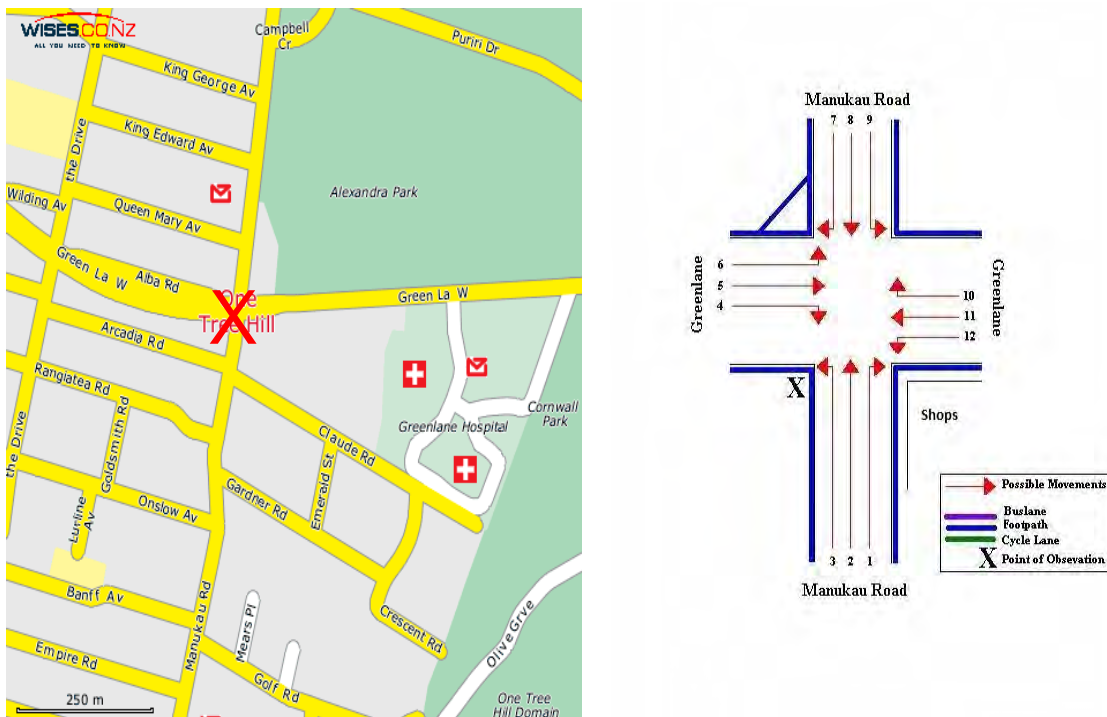 WISES.CO.NZ
ALL YOU NEED TO KNOW
Campbell
Cr
Puriri Dr
King George Av
King Edward Av
the Drive
Alexandra Park
Wilding Av
Queen Mary Av
Green La W
Alba Rd
One
Tree Hill
Green La W
Arcadia Rd
Rangiatea Rd
Goldsmith Rd
the Drive
Claude Rd
Greenlane Hospital
Cornwall
Park
Emerald St
Gardner Rd
Onslow Av
Lurline
Av
Banff Av
Manukau Rd
Mears Pl
Crescent Rd
Olive Grve
Empire Rd
Golf Rd
250 m
One Tree
Hill Domain
Manukau Road
7 8 9
Greenlane
6
5
4
10
11
12
Greenlane
X
Shops
3 2 1
Manukau Road
Possible Movements
Buslane
Footpath
Cycle Lane
X Point of Obsevation